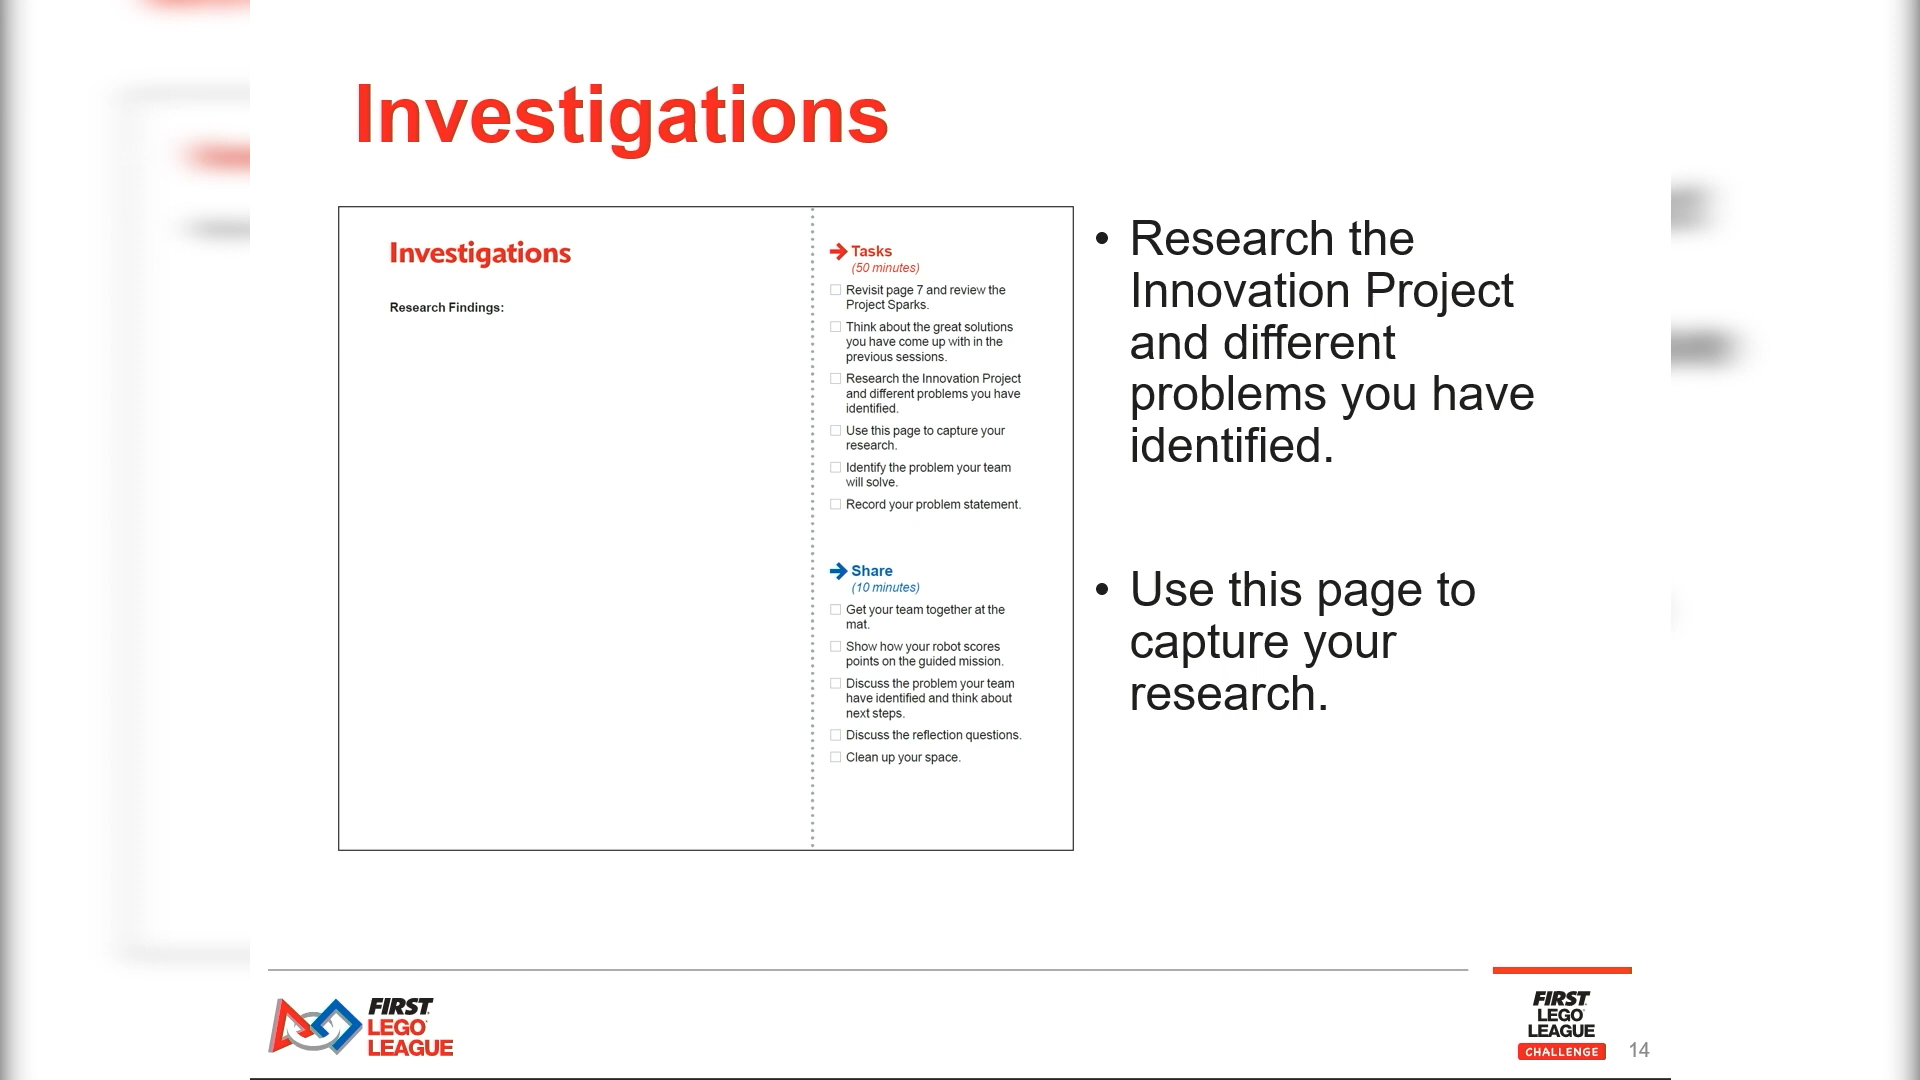 Investigations
Investigations
Research Findings:
Tasks
(50 minutes)
Revisit page 7 and review the
Project Sparks.
Think about the great solutions
you have come up with in the
previous sessions.
Research the Innovation Project
and different problems you have
identified.
Use this page to capture your
research.
Identify the problem your team
will solve.
Record your problem statement.
Share
(10 minutes)
Get your team together at the
mat.
Show how your robot scores
points on the guided mission.
Discuss the problem your team
have identified and think about
next steps.
Discuss the reflection questions.
Clean up your space.
• Research the
Innovation Project
and different
problems you have
identified.
• Use this page to
capture your
research.
FIRST
LEGO
LEAGUE
FIRST
LEGO
LEAGUE
CHALLENGE
14